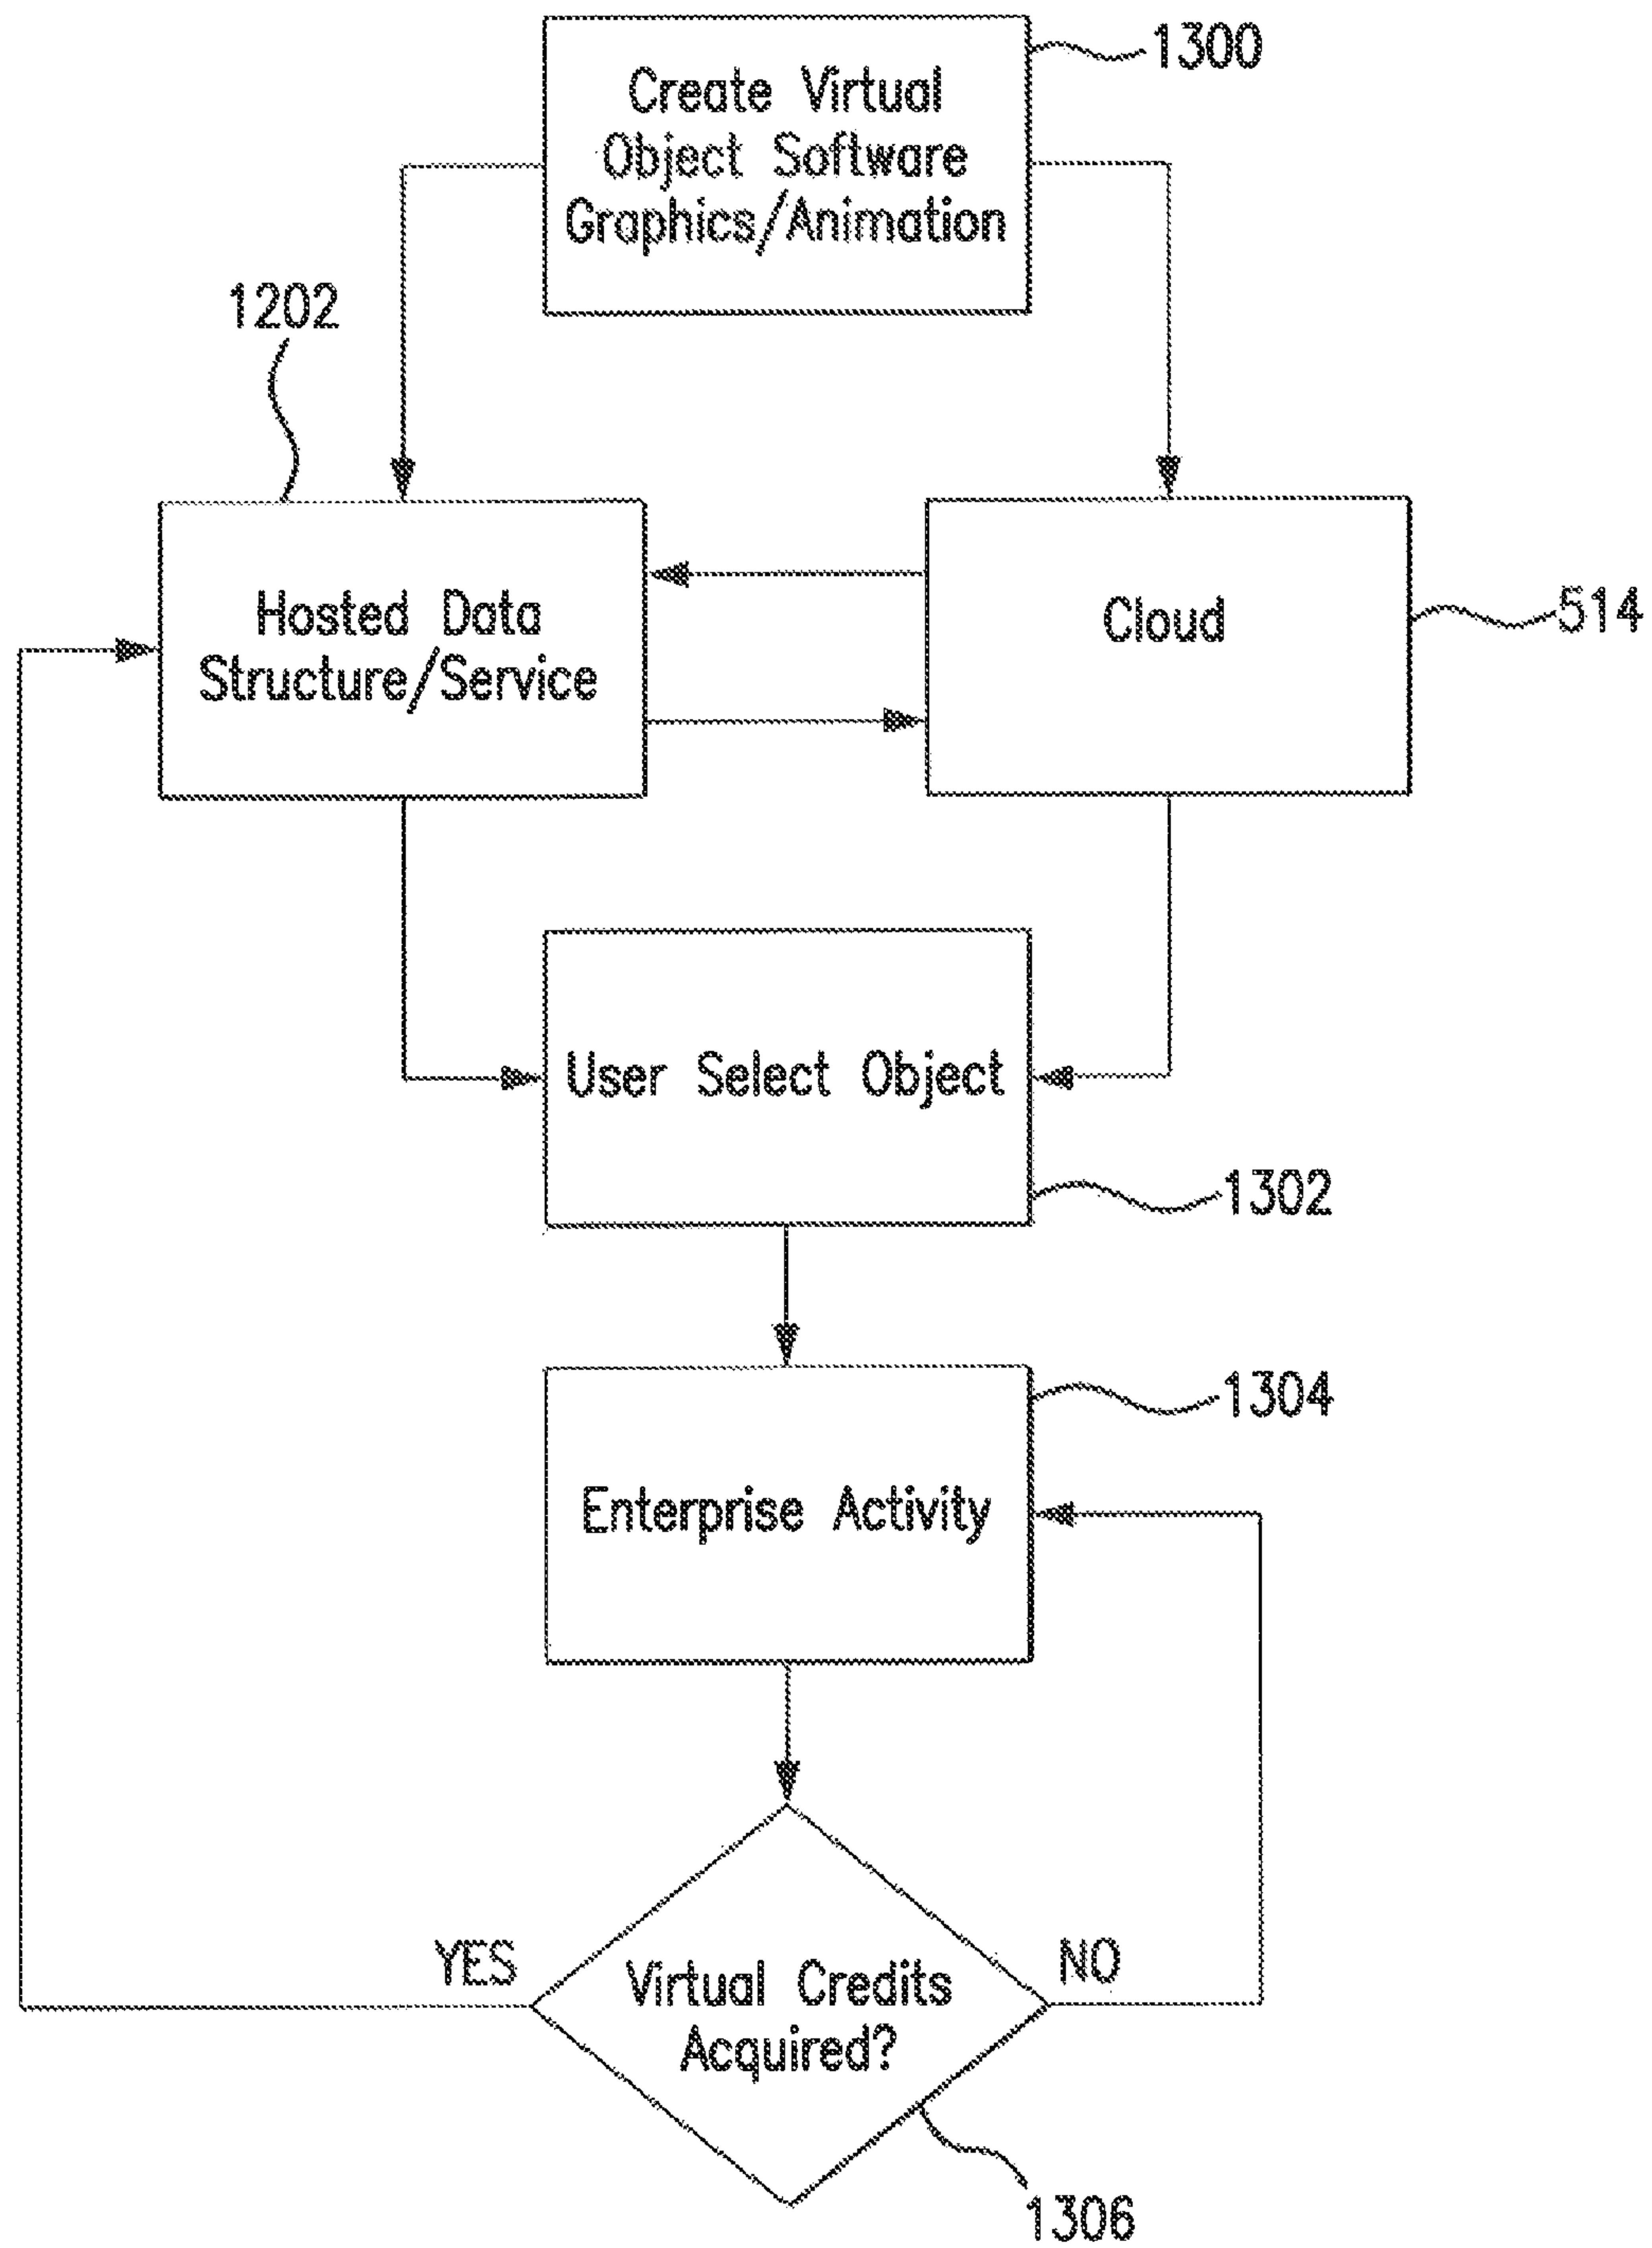 1300
Create Virtual
Object Software
Graphics/Animation
1202
Hosted Data
Structure/Service
Cloud
514
User Select Object
1302
1304
Enterprise Activity
YES
NO
Virtual Credits
Acquired?
1306